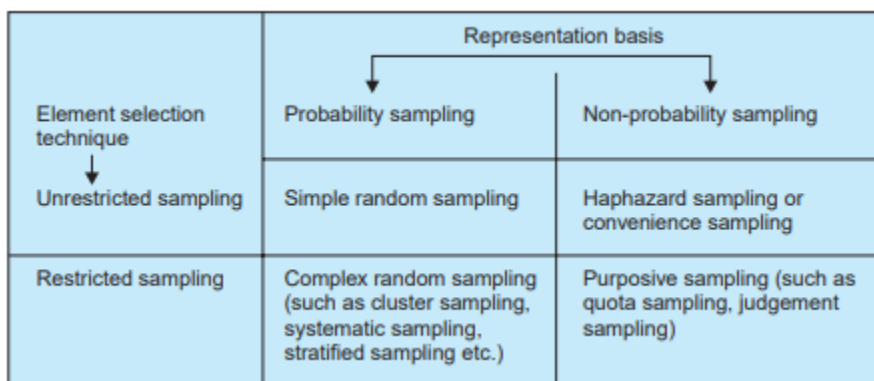 Representation basis
Element selection
technique
Probability sampling
Non-probability sampling
Unrestricted sampling
Simple random sampling
Haphazard sampling or
convenience sampling
Restricted sampling
Complex random sampling
(such as cluster sampling,
systematic sampling,
stratified sampling etc.)
Purposive sampling (such as
quota sampling, judgement
sampling)